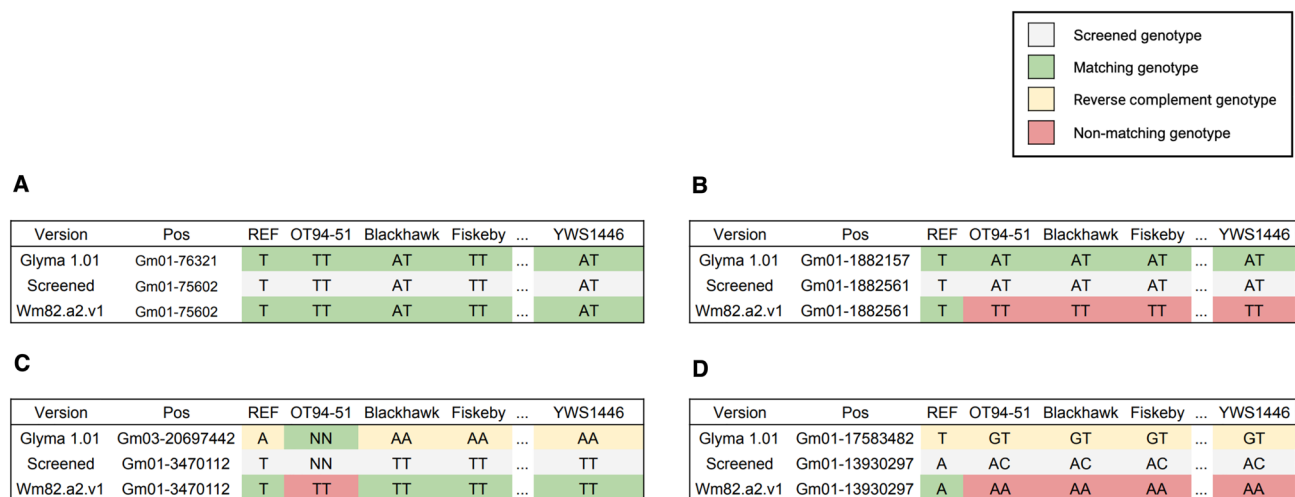 Screened genotype
Matching genotype
Reverse complement genotype
Non-matching genotype
A
Version Pos REF OT94-51 Blackhawk Fiskeby ... YWS1446
Glyma 1.01 Gm01-76321 T TT AT TT ... AT
Screened Gm01-75602 T TT AT TT ... AT
Wm82.a2.v1 Gm01-75602 T TT AT TT ... AT
B
Version Pos REF OT94-51 Blackhawk Fiskeby ... YWS1446
Glyma 1.01 Gm01-1882157 T AT AT AT ... AT
Screened Gm01-1882561 T AT AT AT ... AT
Wm82.a2.v1 Gm01-1882561 T TT TT TT ... TT
C
Version Pos REF OT94-51 Blackhawk Fiskeby ... YWS1446
Glyma 1.01 Gm03-20697442 A NN AA AA ... AA
Screened Gm01-3470112 T NN TT TT ... TT
Wm82.a2.v1 Gm01-3470112 T TT TT TT ... TT
D
Version Pos REF OT94-51 Blackhawk Fiskeby ... YWS1446
Glyma 1.01 Gm01-17583482 T GT GT GT ... GT
Screened Gm01-13930297 A AC AC AC ... AC
Wm82.a2.v1 Gm01-13930297 A AA AA AA ... AA